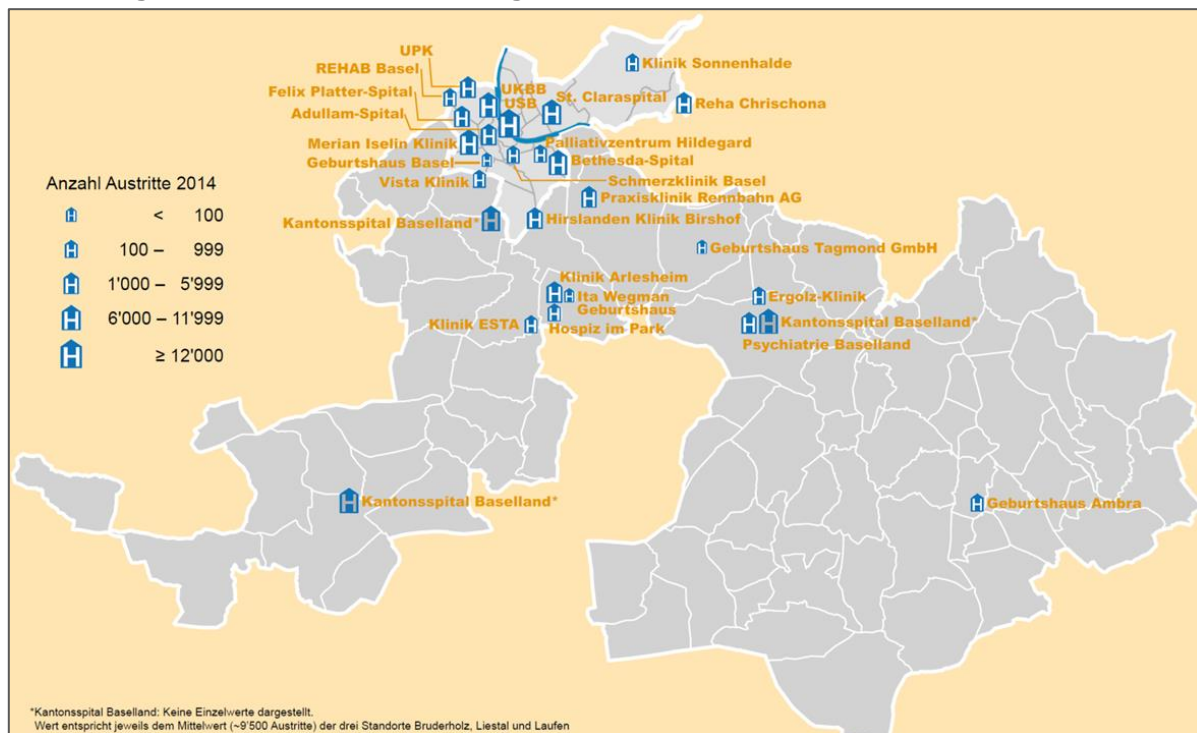 UPK
REHAB Basel
Felix Platter-Spital
Adullam-Spital
Merian Iselin Klinik
Geburtshaus Basel
Vista Klinik
Kantonsspital Baselland*
UKBB
USB
St. Claraspital
Klinik Sonnenhalde
Reha Chrischona
Palliativzentrum Hildegard
Bethesda-Spital
Schmerzklinik Basel
Praxisklinik Rennbahn AG
Hirslanden Klinik Birshof
Geburtshaus Tagmond GmbH
Klinik Arlesheim
Ita Wegman
Geburtshaus
Hospiz im Park
Klinik ESTA
Ergolz-Klinik
Kantonsspital Baselland*
Psychiatrie Baselland
Kantonsspital Baselland*
Geburtshaus Ambra
Anzahl Austritte 2014
< 100
100 – 999
1'000 – 5'999
6'000 – 11'999
≥ 12'000
*Kantonsspital Baselland: Keine Einzelwerte dargestellt.
Wert entspricht jeweils dem Mittelwert (~9'500 Austritte) der drei Standorte Bruderholz, Liestal und Laufen